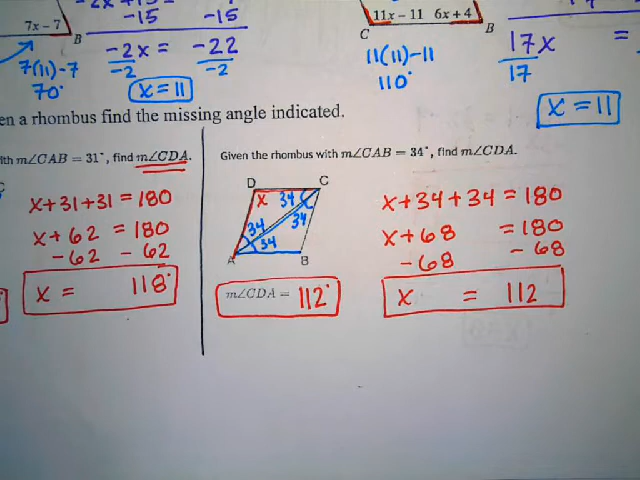 -15 -15
7x - 7
B
-2x = -22
-2 -2
7(11)-7
70°
x = 11
11x - 11 6x + 4
C B
11(11)-11
110°
17x =
17
x = 11
a rhombus find the missing angle indicated.
m∠CAB = 31°, find m∠CDA.
x+31+31 = 180
x+62 = 180
-62 -62
x = 118°
Given the rhombus with m∠CAB = 34°, find m∠CDA.
D C
x 34
34 34
34
A B
m∠CDA = 112°
x+34+34 = 180
x+68 = 180
-68 -68
x = 112